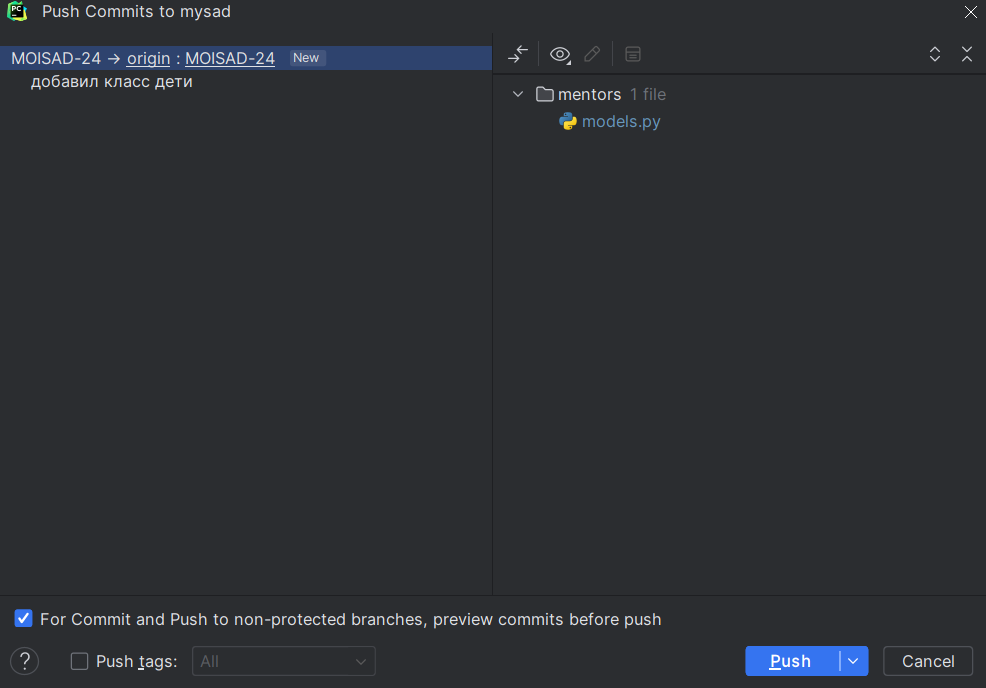 Push Commits to mysad
MOISAD-24 → origin : MOISAD-24 New
добавил класс дети
mentors 1 file
models.py
For Commit and Push to non-protected branches, preview commits before push
? Push tags: All
Push
Cancel